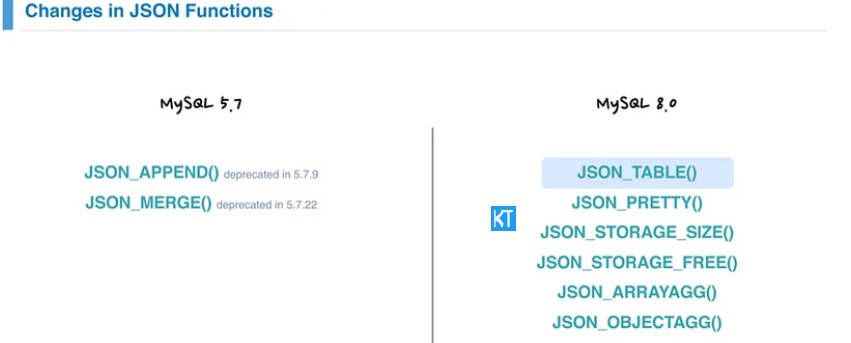 Changes in JSON Functions
MySQL 5.7
JSON_APPEND() deprecated in 5.7.9
JSON_MERGE() deprecated in 5.7.22
MySQL 8.0
JSON_TABLE()
JSON_PRETTY()
KT
JSON_STORAGE_SIZE()
JSON_STORAGE_FREE()
JSON_ARRAYAGG()
JSON_OBJECTAGG()